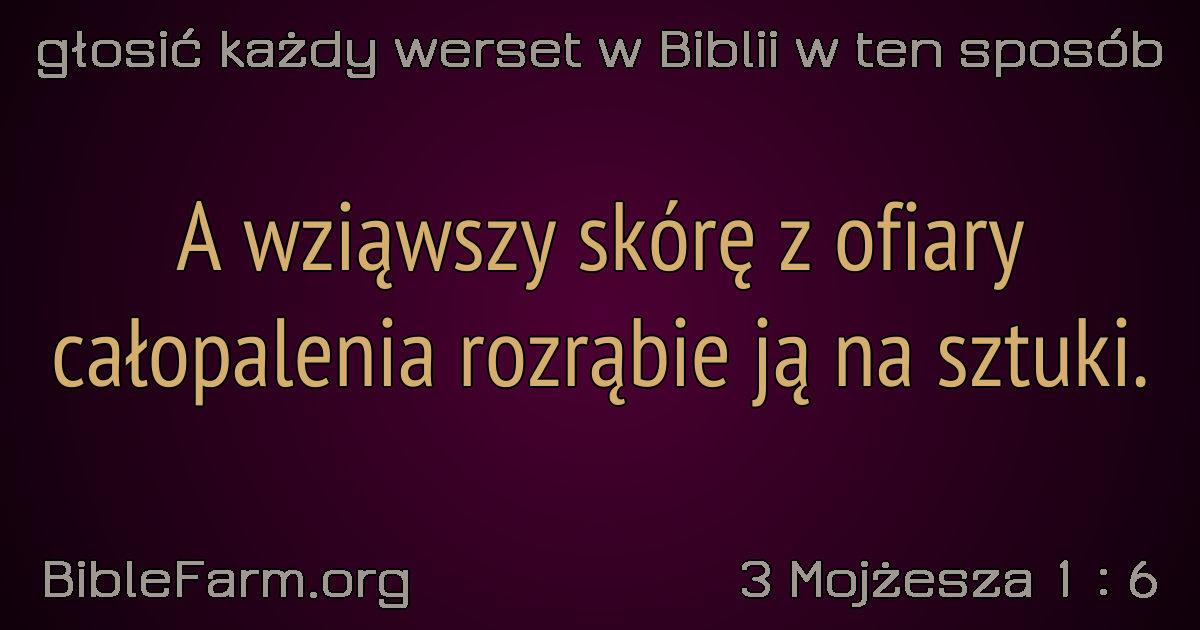 głosić każdy werset w Biblii w ten sposób
A wziąwszy skórę z ofiary
całopalenia rozrąbie ją na sztuki.
BibleFarm.org
3 Mojżesza 1 : 6